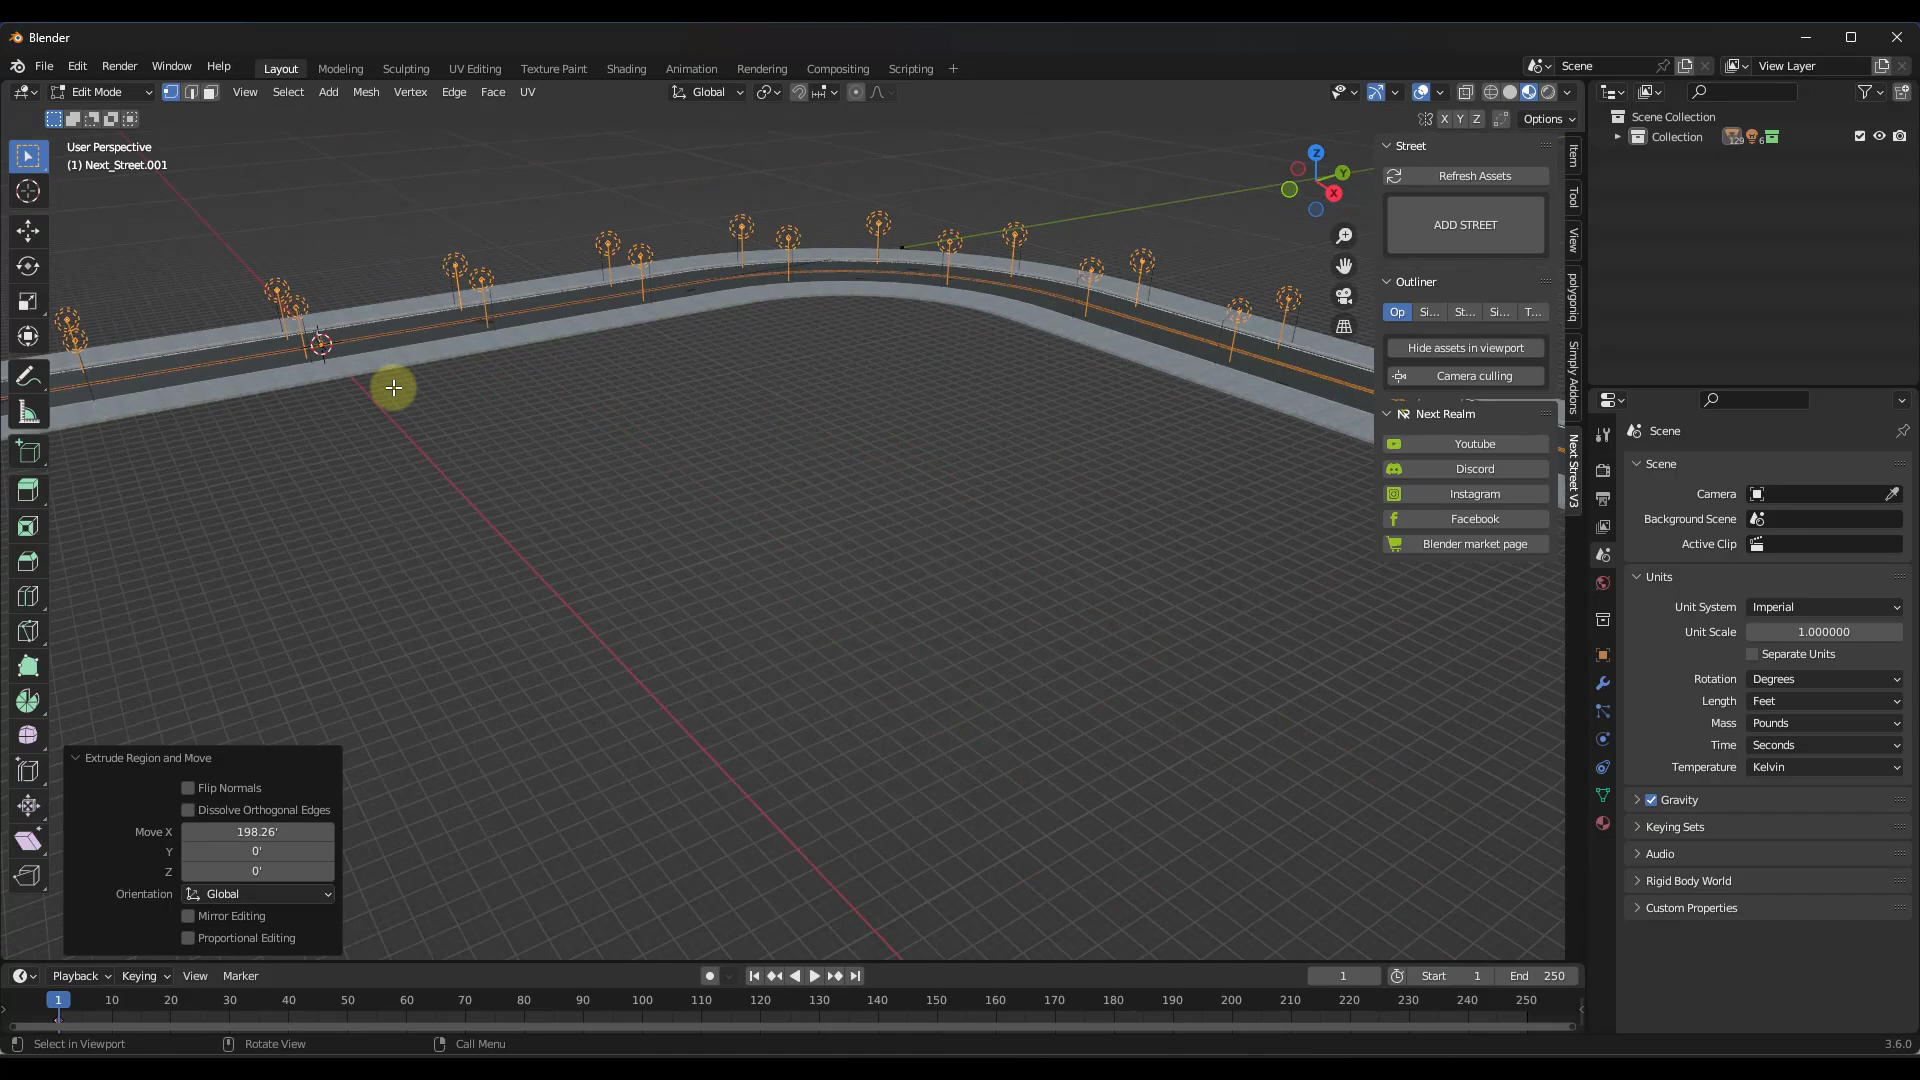 Blender
File Edit Render Window Help Layout Modeling Sculpting UV Editing Texture Paint Shading Animation Rendering Compositing Scripting + Scene View Layer
Edit Mode View Select Add Mesh Vertex Edge Face UV Global
X Y Z Options
User Perspective
(1) Next_Street.001
Z
Y
X
Street
Refresh Assets
ADD STREET
Outliner
Op Si... St... Si... T...
Hide assets in viewport
Camera culling
Next Realm
Youtube
Discord
Instagram
Facebook
Blender market page
Item
Tool
View
polygoniq
Simply Addons
Next Street V3
Scene Collection
Collection 129 6
Scene
Scene
Camera
Background Scene
Active Clip
Units
Unit System Imperial
Unit Scale 1.000000
Separate Units
Rotation Degrees
Length Feet
Mass Pounds
Time Seconds
Temperature Kelvin
Gravity
Keying Sets
Audio
Rigid Body World
Custom Properties
Extrude Region and Move
Flip Normals
Dissolve Orthogonal Edges
Move X 198.26'
Y 0'
Z 0'
Orientation Global
Mirror Editing
Proportional Editing
Playback Keying View Marker 1 Start 1 End 250
1 10 20 30 40 50 60 70 80 90 100 110 120 130 140 150 160 170 180 190 200 210 220 230 240 250
Select in Viewport Rotate View Call Menu 3.6.0